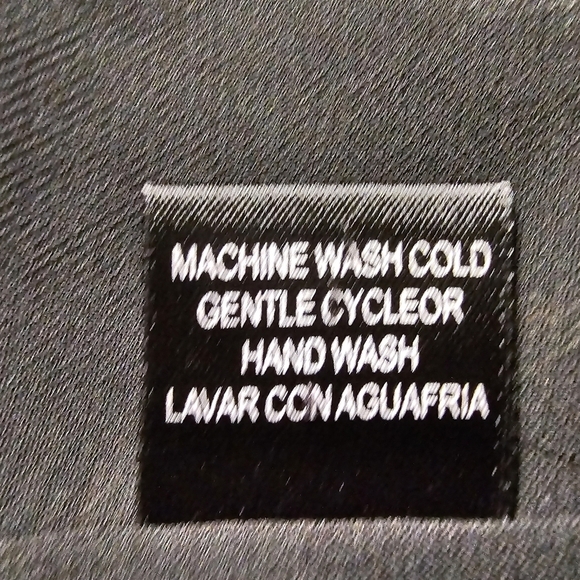 MACHINE WASH COLD
GENTLE CYCLEOR
HAND WASH
LAVAR CON AGUAFRIA